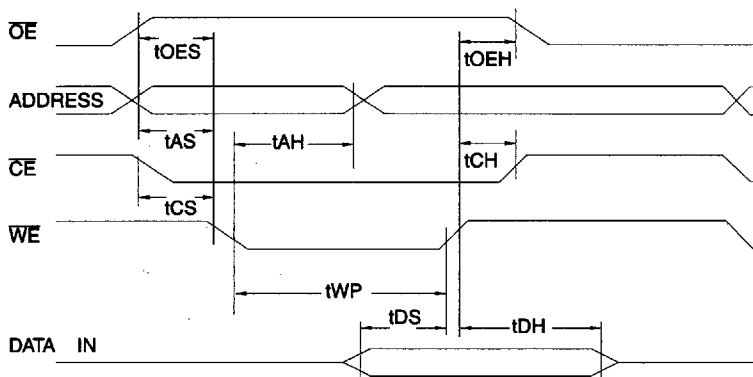 OE
tOES
tOEH
ADDRESS
tAS
tAH
tCH
CE
tCS
WE
tWP
tDS
tDH
DATA IN